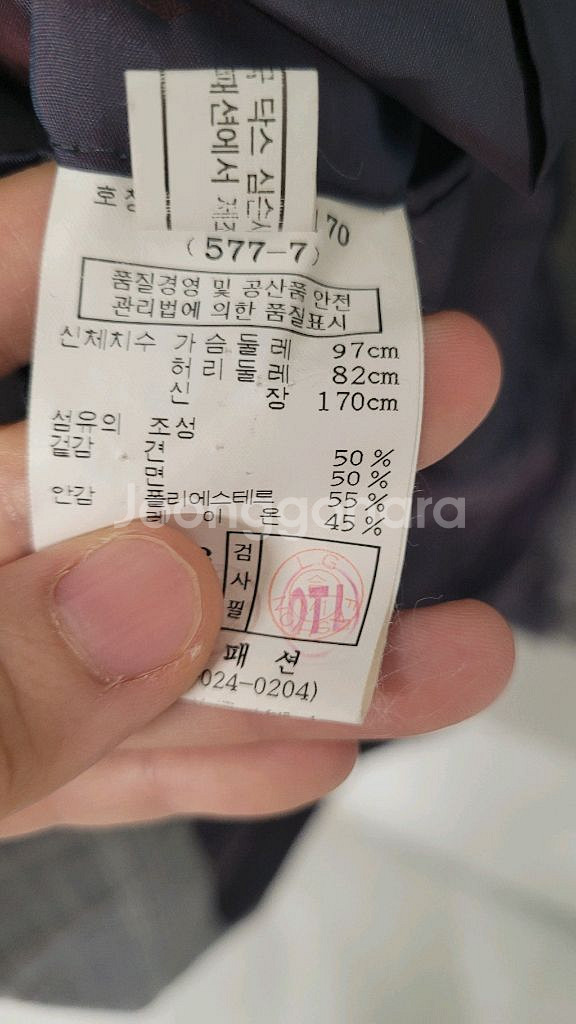 닥스 심손
패션에서
호칭
170
(577-7)
품질경영 및 공산품안전
관리법에 의한 품질표시
신체치수 가슴둘레 97cm
허리둘레 82cm
신장 170cm
섬유의 조성
겉감 견 50%
면 50%
안감 폴리에스테르 55%
레이온 45%
Joonggonara
검사필
LG
패션
024-0204)